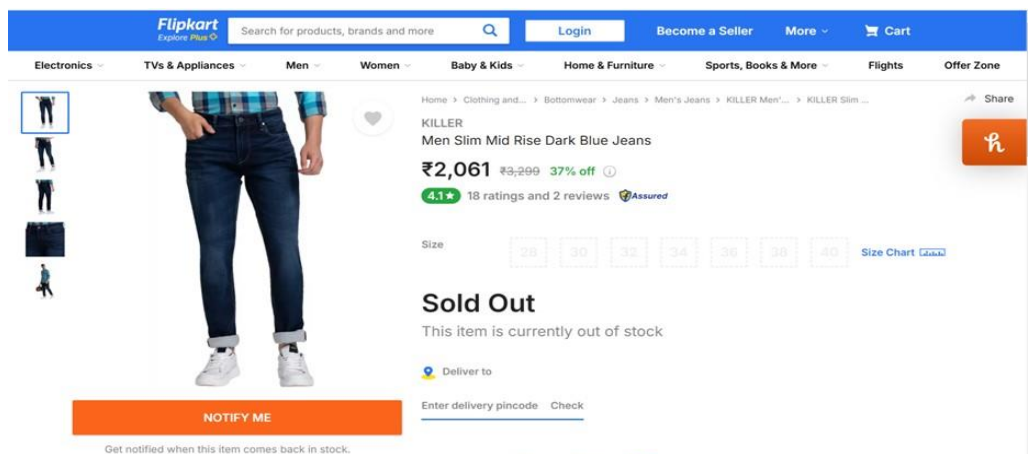 Flipkart
Explore Plus
Search for products, brands and more
Login
Become a Seller
More
Cart
Electronics
TVs & Appliances
Men
Women
Baby & Kids
Home & Furniture
Sports, Books & More
Flights
Offer Zone
Home > Clothing and... > Bottomwear > Jeans > Men's Jeans > KILLER Men'... > KILLER Slim ...
Share
KILLER
Men Slim Mid Rise Dark Blue Jeans
₹2,061 ₹3,299 37% off
4.1★ 18 ratings and 2 reviews Assured
Size 28 30 32 34 36 38 40 Size Chart
Sold Out
This item is currently out of stock
Deliver to
Enter delivery pincode Check
NOTIFY ME
Get notified when this item comes back in stock.